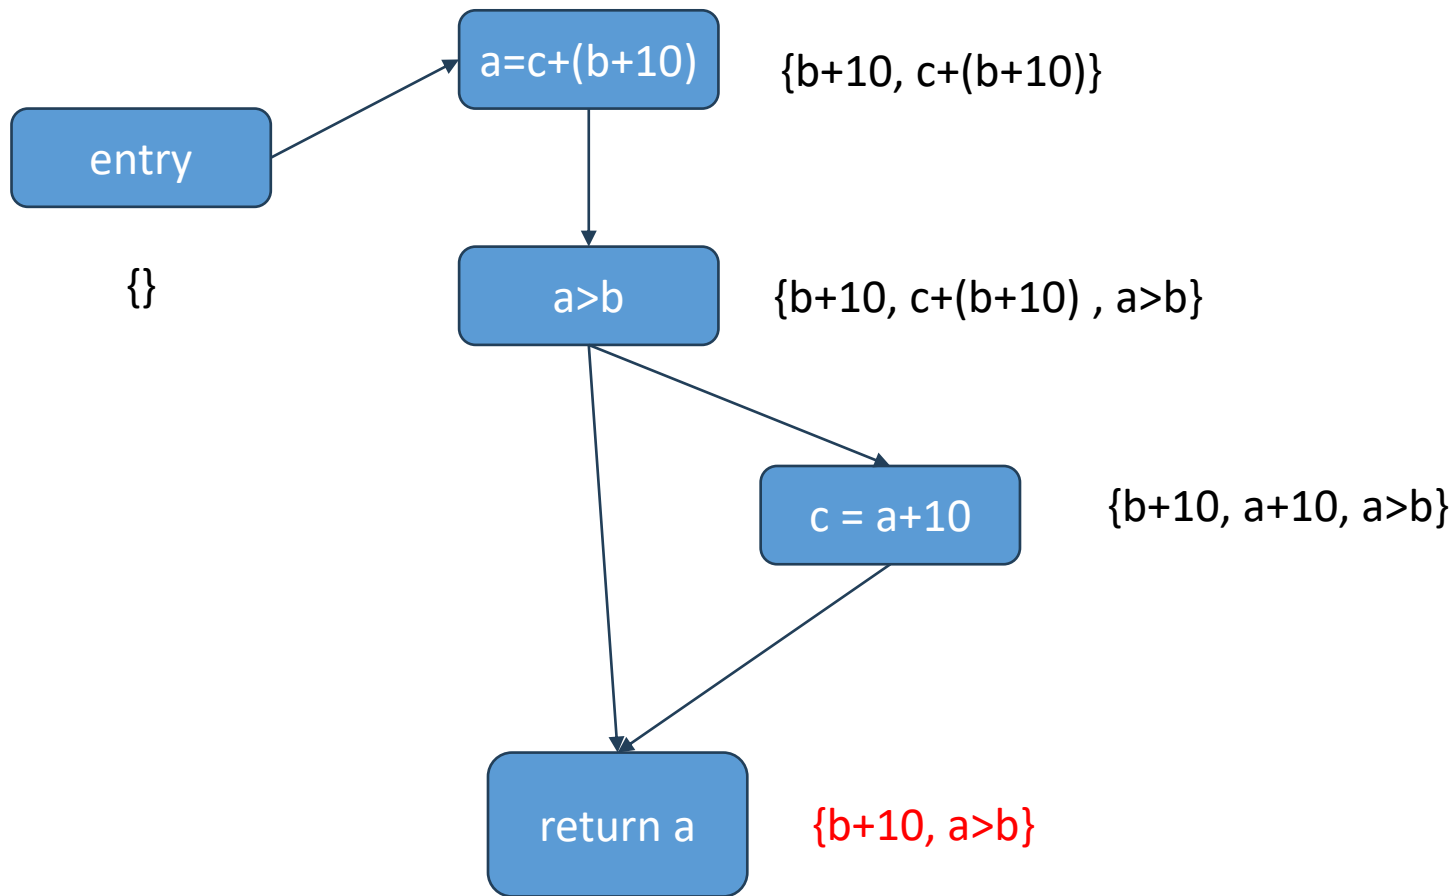 a=c+(b+10)
{b+10, c+(b+10)}
entry
{}
a>b
{b+10, c+(b+10) , a>b}
c = a+10
{b+10, a+10, a>b}
return a
{b+10, a>b}